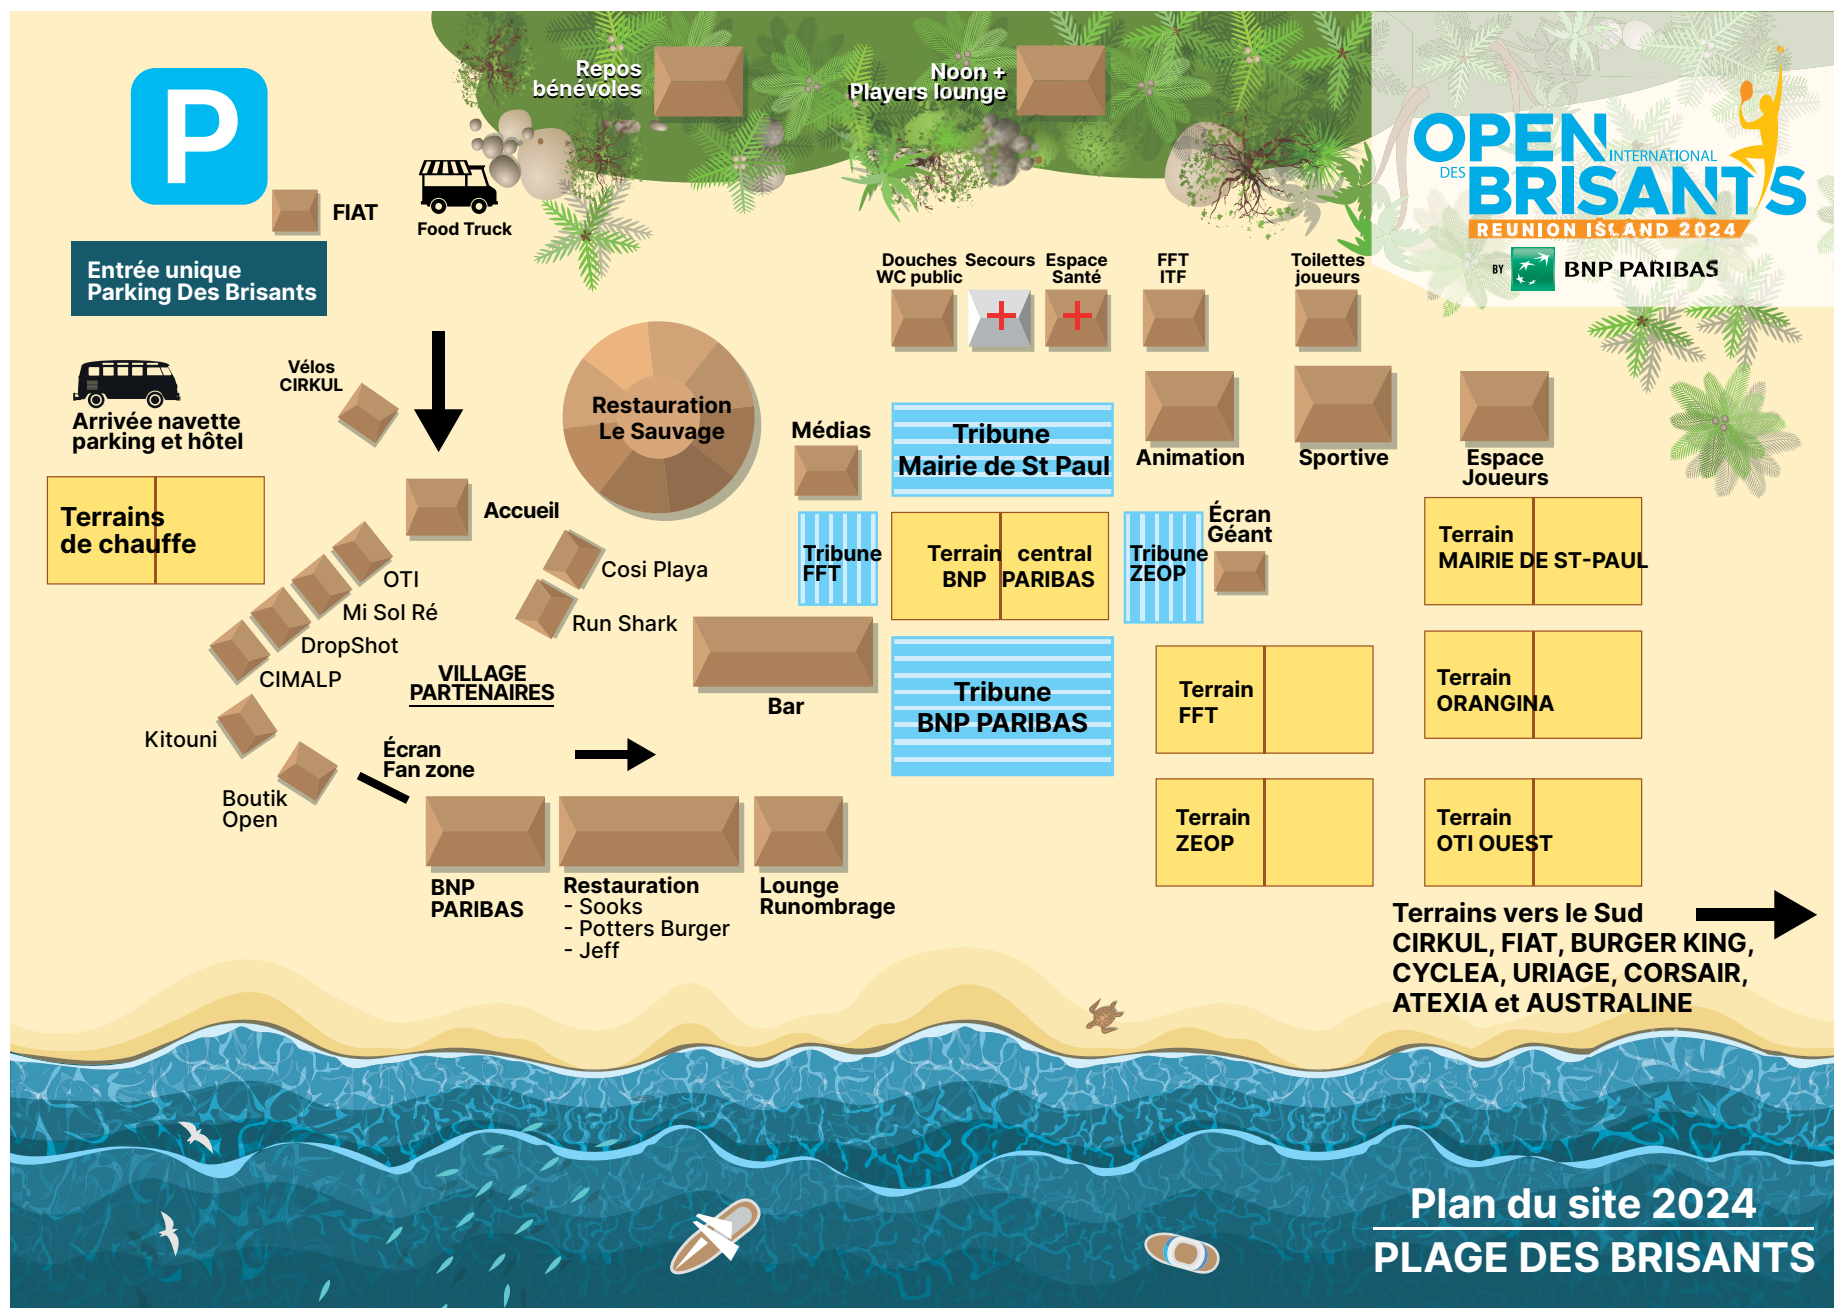 P
FIAT
Entrée unique
Parking Des Brisants
Food Truck
Repos
bénévoles
Noon +
Players lounge
OPEN
INTERNATIONAL
DES
BRISANTS
REUNION ISLAND 2024
BY
BNP PARIBAS
Arrivée navette
parking et hôtel
Vélos
CIRKUL
Terrains
de chauffe
Accueil
Restauration
Le Sauvage
Douches
WC public
Secours
Espace
Santé
FFT
ITF
Toilettes
joueurs
Médias
Tribune
Mairie de St Paul
Animation
Sportive
Espace
Joueurs
Tribune
FFT
Terrain central
BNP PARIBAS
Tribune
ZEOP
Écran
Géant
Terrain
MAIRIE DE ST-PAUL
OTI
Mi Sol Ré
DropShot
CIMALP
Cosi Playa
Run Shark
VILLAGE
PARTENAIRES
Bar
Tribune
BNP PARIBAS
Terrain
FFT
Terrain
ORANGINA
Kitouni
Boutik
Open
Écran
Fan zone
Terrain
ZEOP
Terrain
OTI OUEST
BNP
PARIBAS
Restauration
- Sooks
- Potters Burger
- Jeff
Lounge
Runombrage
Terrains vers le Sud
CIRKUL, FIAT, BURGER KING,
CYCLEA, URIAGE, CORSAIR,
ATEXIA et AUSTRALINE
Plan du site 2024
PLAGE DES BRISANTS